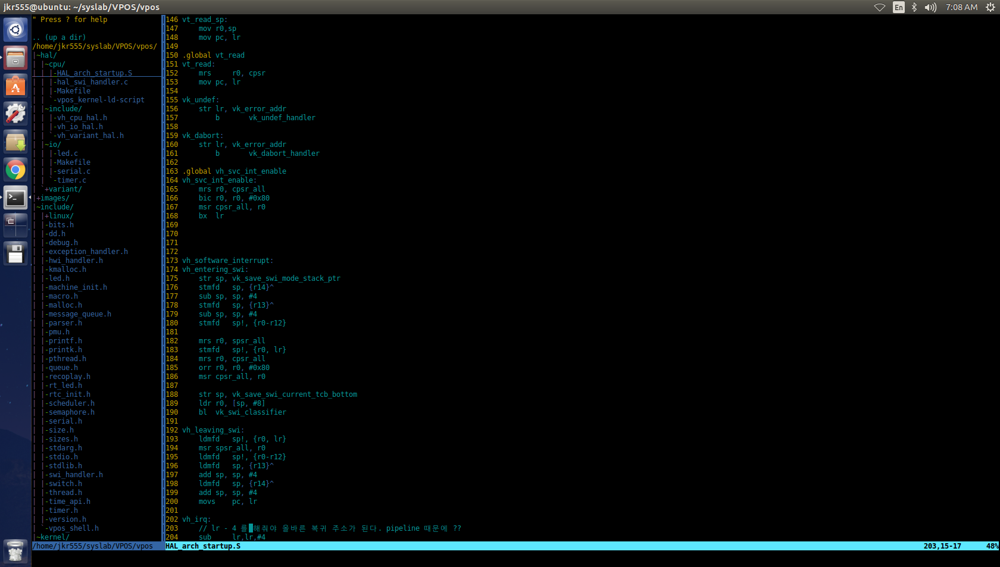 jkr555@ubuntu: ~/syslab/VPOS/vpos
En
7:08 AM
" Press ? for help
.. (up a dir)
/home/jkr555/syslab/VPOS/vpos/
|~hal/
| |~cpu/
| | |-HAL_arch_startup.S
| | |-hal_swi_handler.c
| | |-Makefile
| | `-vpos_kernel-ld-script
| |~include/
| | |-vh_cpu_hal.h
| | |-vh_io_hal.h
| | `-vh_variant_hal.h
| |~io/
| | |-led.c
| | |-Makefile
| | |-serial.c
| | `-timer.c
| `+variant/
|+images/
|~include/
| |+linux/
| |-bits.h
| |-dd.h
| |-debug.h
| |-exception_handler.h
| |-hwi_handler.h
| |-kmalloc.h
| |-led.h
| |-machine_init.h
| |-macro.h
| |-malloc.h
| |-message_queue.h
| |-parser.h
| |-pmu.h
| |-printf.h
| |-printk.h
| |-pthread.h
| |-queue.h
| |-recoplay.h
| |-rt_led.h
| |-rtc_init.h
| |-scheduler.h
| |-semaphore.h
| |-serial.h
| |-size.h
| |-sizes.h
| |-stdarg.h
| |-stdio.h
| |-stdlib.h
| |-swi_handler.h
| |-switch.h
| |-thread.h
| |-time_api.h
| |-timer.h
| |-version.h
| `-vpos_shell.h
|~kernel/
/home/jkr555/syslab/VPOS/vpos
146 vt_read_sp:
147     mov r0,sp
148     mov pc, lr
149
150 .global vt_read
151 vt_read:
152     mrs     r0, cpsr
153     mov pc, lr
154
155 vk_undef:
156     str lr, vk_error_addr
157         b       vk_undef_handler
158
159 vk_dabort:
160     str lr, vk_error_addr
161         b       vk_dabort_handler
162
163 .global vh_svc_int_enable
164 vh_svc_int_enable:
165     mrs r0, cpsr_all
166     bic r0, r0, #0x80
167     msr cpsr_all, r0
168     bx  lr
169
170
171
172
173 vh_software_interrupt:
174 vh_entering_swi:
175     str sp, vk_save_swi_mode_stack_ptr
176     stmfd   sp, {r14}^
177     sub sp, sp, #4
178     stmfd   sp, {r13}^
179     sub sp, sp, #4
180     stmfd   sp!, {r0-r12}
181
182     mrs r0, spsr_all
183     stmfd   sp!, {r0, lr}
184     mrs r0, cpsr_all
185     orr r0, r0, #0x80
186     msr cpsr_all, r0
187
188     str sp, vk_save_swi_current_tcb_bottom
189     ldr r0, [sp, #8]
190     bl  vk_swi_classifier
191
192 vh_leaving_swi:
193     ldmfd   sp!, {r0, lr}
194     msr spsr_all, r0
195     ldmfd   sp!, {r0-r12}
196     ldmfd   sp, {r13}^
197     add sp, sp, #4
198     ldmfd   sp, {r14}^
199     add sp, sp, #4
200     movs    pc, lr
201
202 vh_irq:
203     // lr - 4 를 해줘야 올바른 복귀 주소가 된다. pipeline 때문에 ??
204     sub     lr,lr,#4
HAL_arch_startup.S 203,15-17 48%